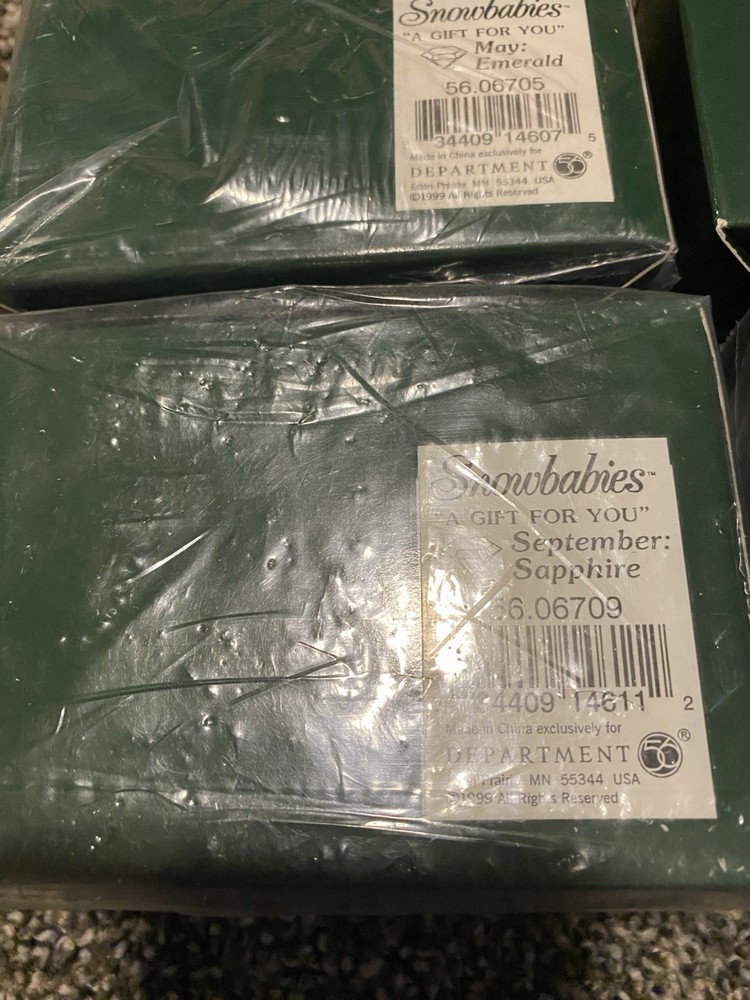 Snowbabies™
"A GIFT FOR YOU"
May:
Emerald
56.06705
34409 14607 5
Made in China exclusively for
DEPARTMENT 56®
Eden Prairie, MN 55344 USA
©1999 All Rights Reserved
Snowbabies™
"A GIFT FOR YOU"
September:
Sapphire
56.06709
34409 14611 2
Made in China exclusively for
DEPARTMENT 56®
Prairie, MN 55344 USA
©1999 All Rights Reserved